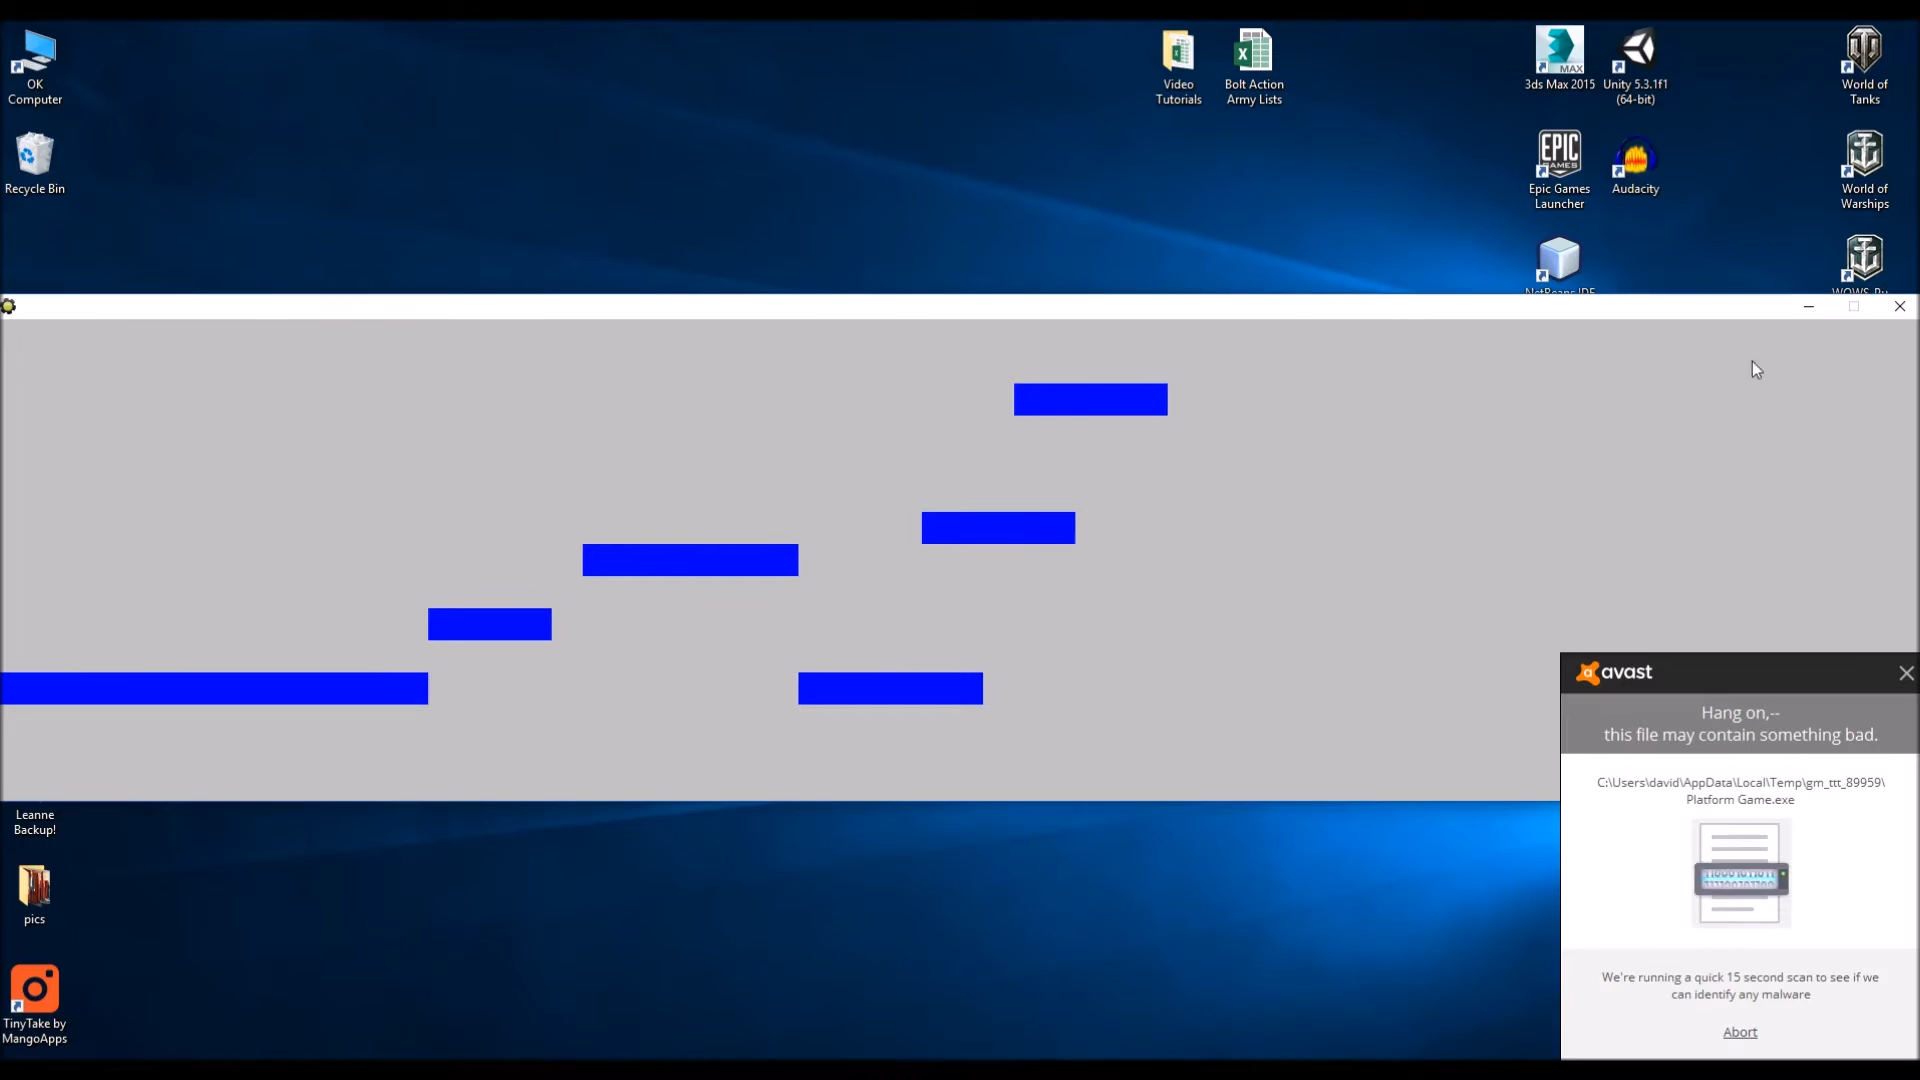 OK
Computer
Recycle Bin
Video
Tutorials
Bolt Action
Army Lists
MAX
3ds Max 2015
Unity 5.3.1f1
(64-bit)
World of
Tanks
EPIC
GAMES
Epic Games
Launcher
Audacity
World of
Warships
avast
Hang on,--
this file may contain something bad.
C:\Users\david\AppData\Local\Temp\gm_ttt_89959\
Platform Game.exe
We're running a quick 15 second scan to see if we
can identify any malware
Abort
Leanne
Backup!
pics
TinyTake by
MangoApps